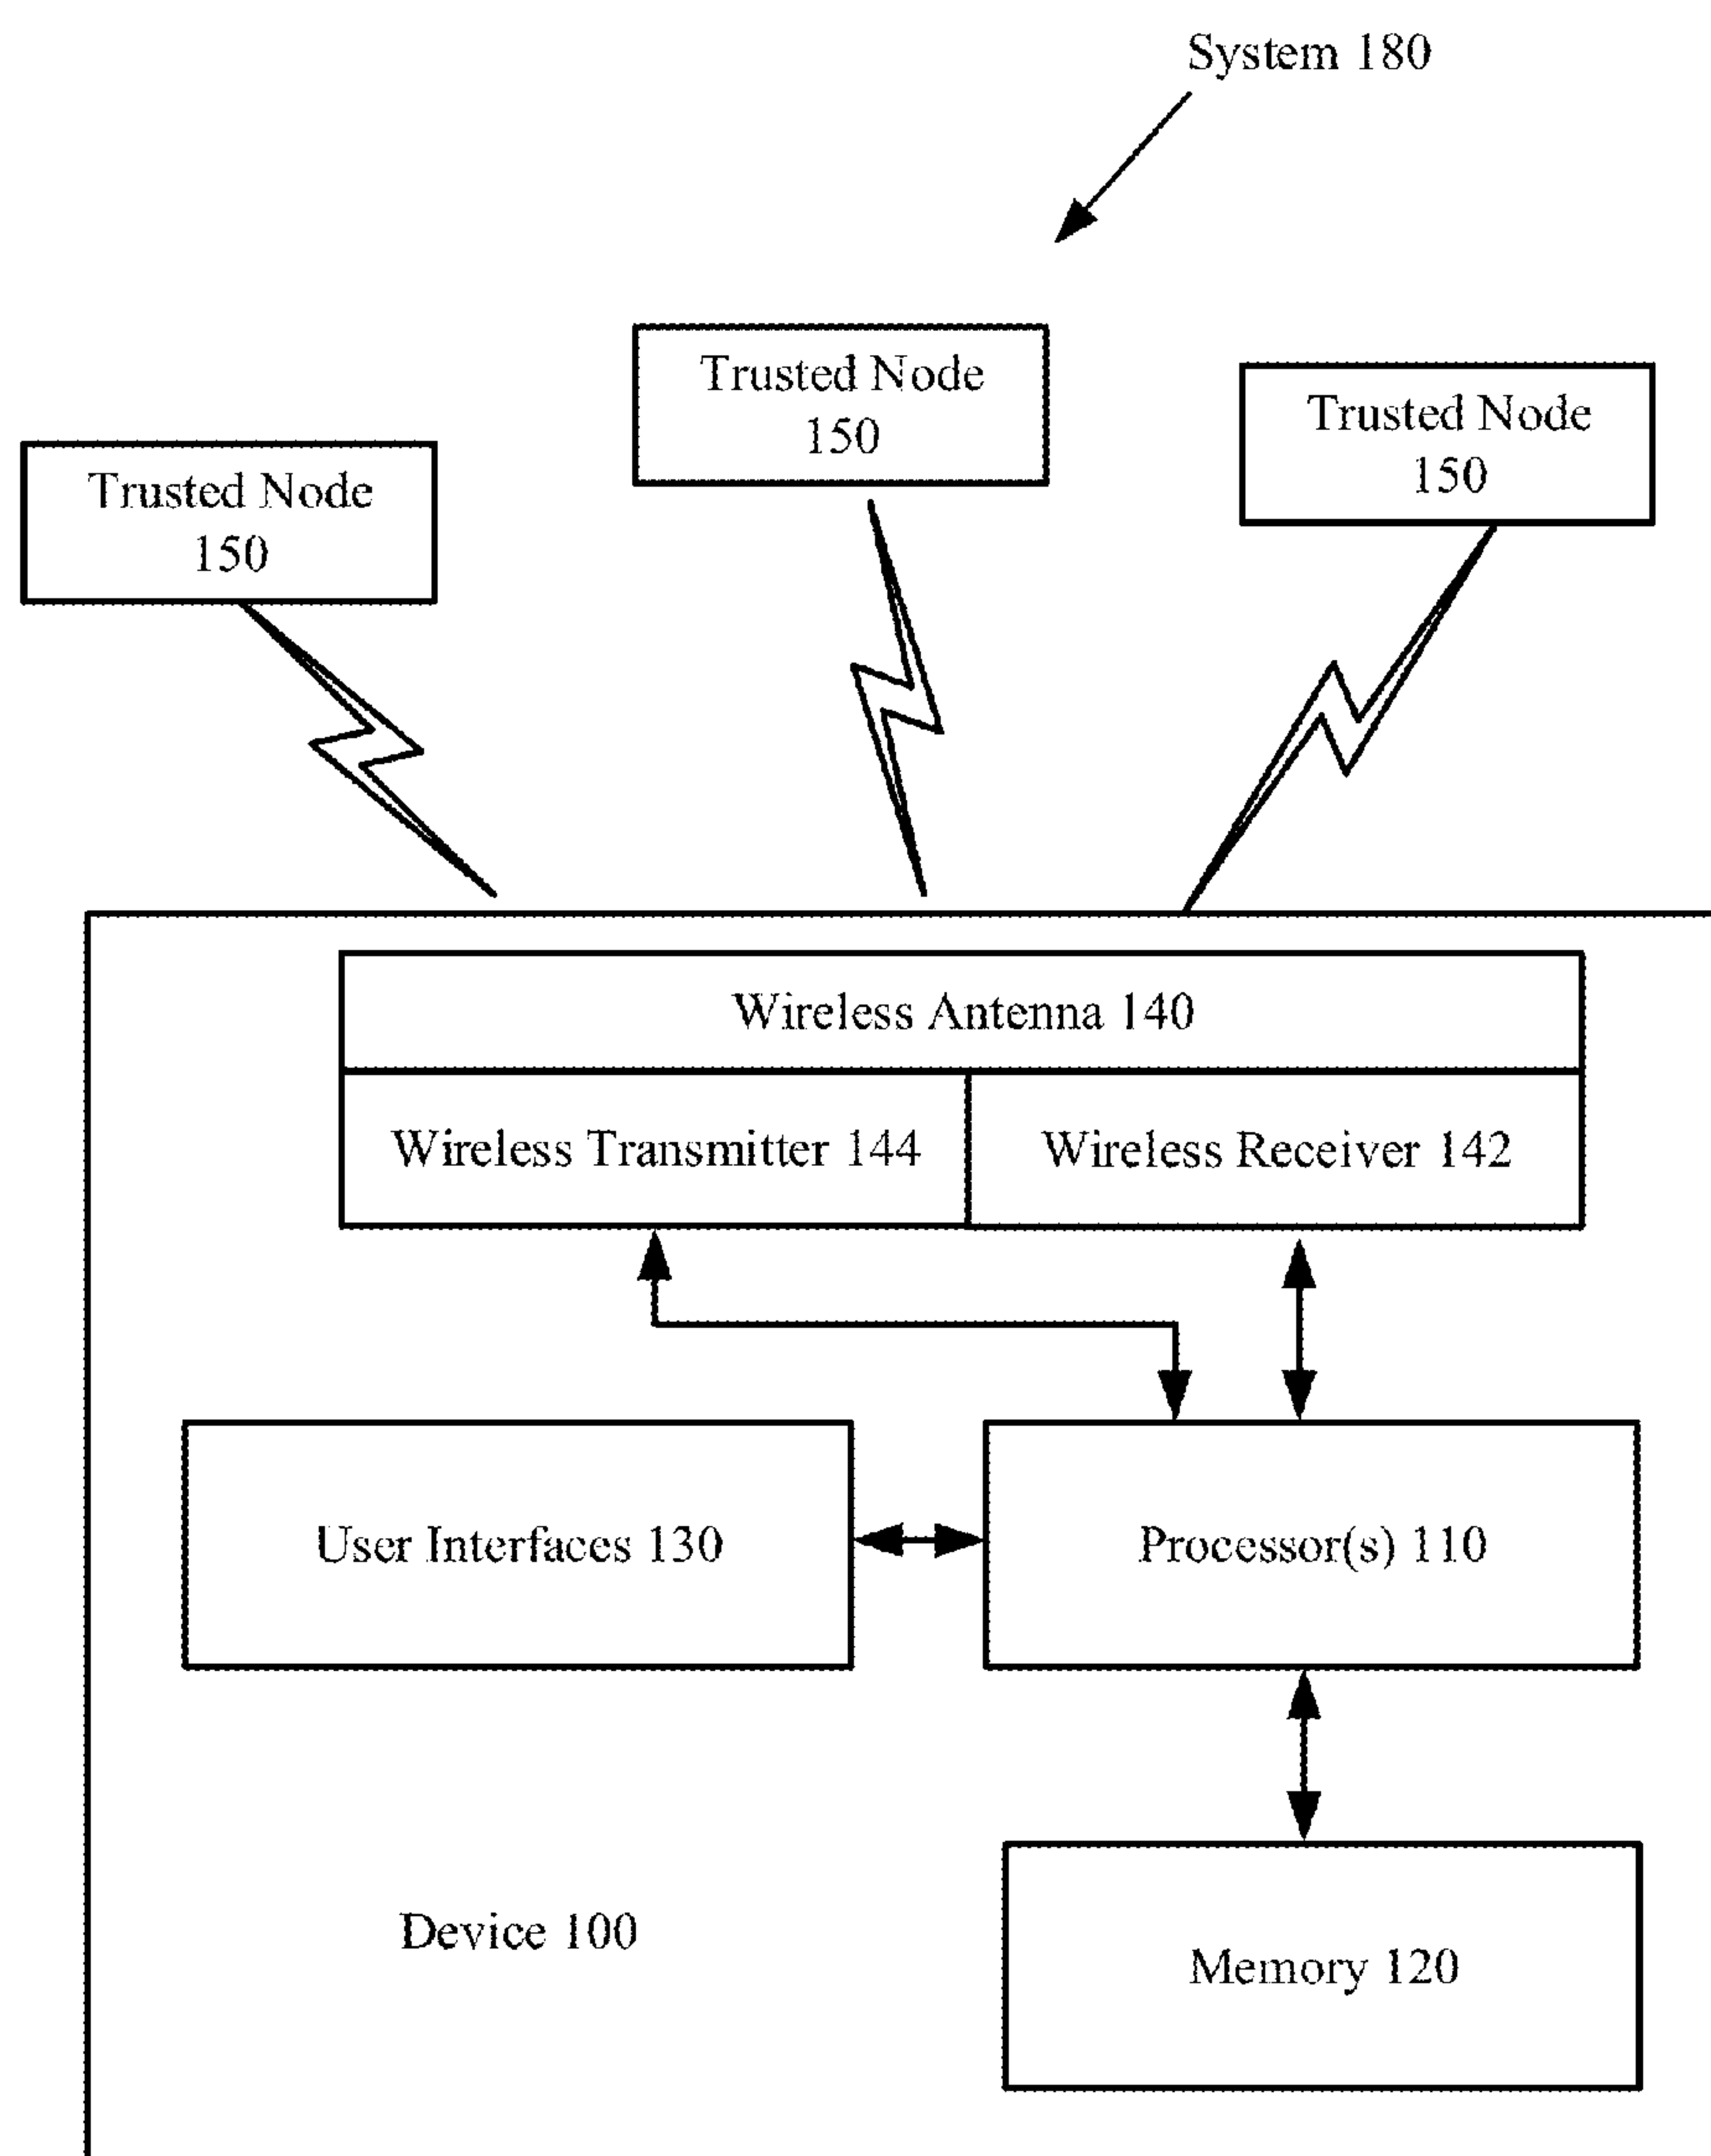 System 180
Trusted Node
150
Trusted Node
150
Trusted Node
150
Wireless Antenna 140
Wireless Transmitter 144
Wireless Receiver 142
User Interfaces 130
Processor(s) 110
Device 100
Memory 120